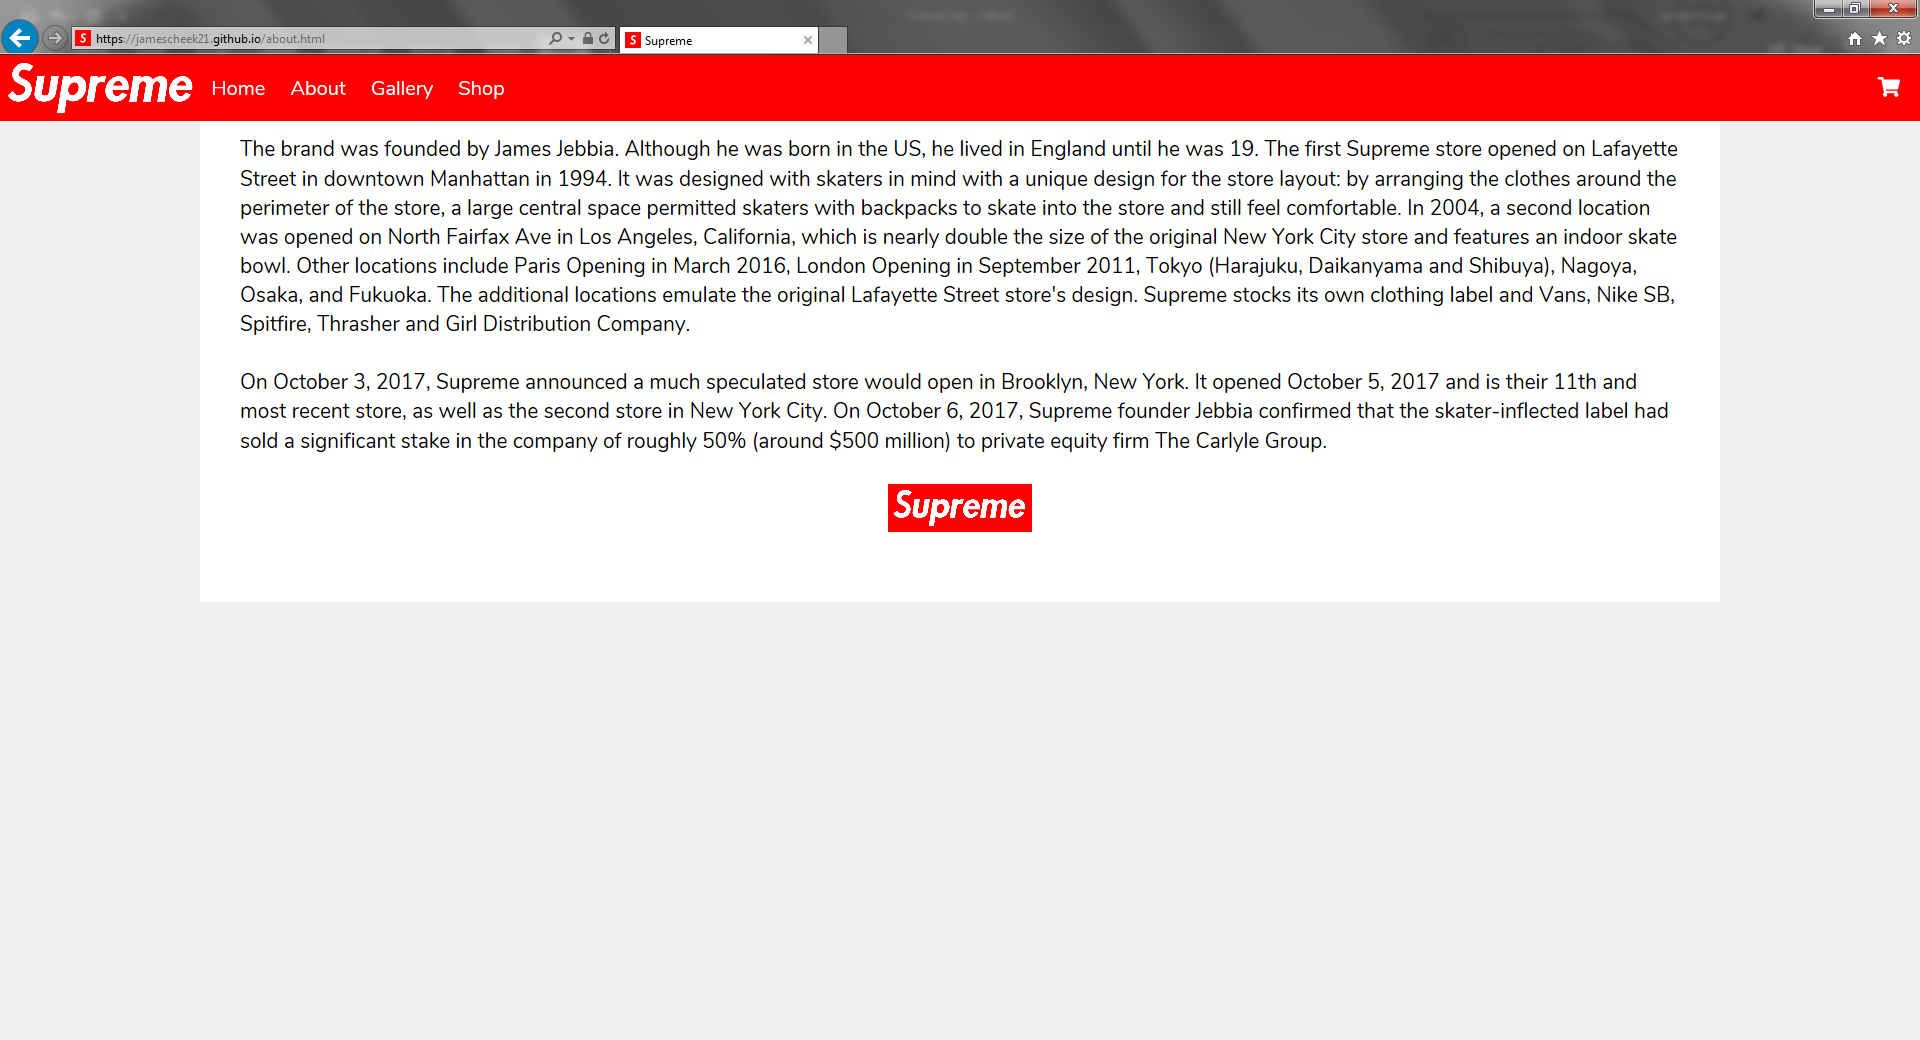 https://jamescheek21.github.io/about.html
Supreme
Supreme Home About Gallery Shop
The brand was founded by James Jebbia. Although he was born in the US, he lived in England until he was 19. The first Supreme store opened on Lafayette
Street in downtown Manhattan in 1994. It was designed with skaters in mind with a unique design for the store layout: by arranging the clothes around the
perimeter of the store, a large central space permitted skaters with backpacks to skate into the store and still feel comfortable. In 2004, a second location
was opened on North Fairfax Ave in Los Angeles, California, which is nearly double the size of the original New York City store and features an indoor skate
bowl. Other locations include Paris Opening in March 2016, London Opening in September 2011, Tokyo (Harajuku, Daikanyama and Shibuya), Nagoya,
Osaka, and Fukuoka. The additional locations emulate the original Lafayette Street store's design. Supreme stocks its own clothing label and Vans, Nike SB,
Spitfire, Thrasher and Girl Distribution Company.
On October 3, 2017, Supreme announced a much speculated store would open in Brooklyn, New York. It opened October 5, 2017 and is their 11th and
most recent store, as well as the second store in New York City. On October 6, 2017, Supreme founder Jebbia confirmed that the skater-inflected label had
sold a significant stake in the company of roughly 50% (around $500 million) to private equity firm The Carlyle Group.
Supreme